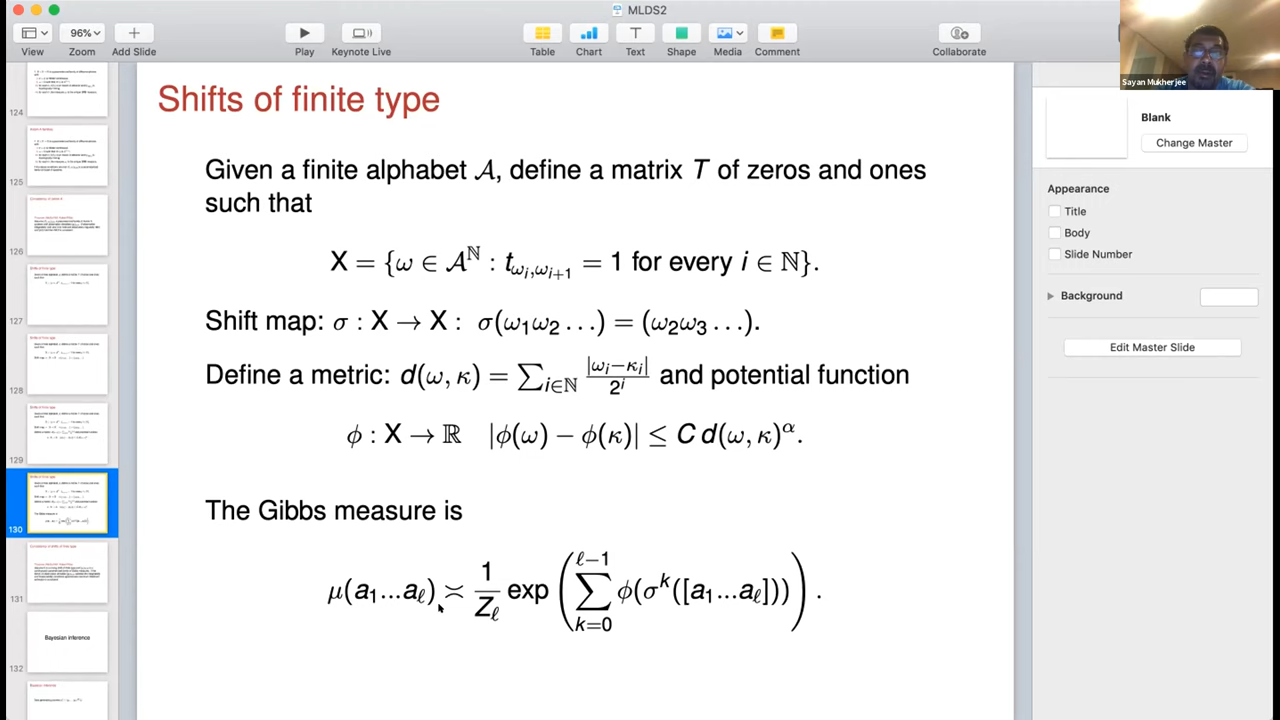 MLDS2
View
96%
Zoom
Add Slide
Play
Keynote Live
Table
Chart
Text
Shape
Media
Comment
Collaborate
Sayan Mukherjee
124
125
126
127
128
129
130
131
Bayesian inference
132
Shifts of finite type
Given a finite alphabet 𝒜, define a matrix T of zeros and ones
such that
X = {ω ∈ 𝒜^ℕ : t_{ω_i,ω_{i+1}} = 1 for every i ∈ ℕ}.
Shift map: σ : X → X : σ(ω₁ω₂ …) = (ω₂ω₃ …).
Define a metric: d(ω, κ) = ∑_{i∈ℕ} |ω_i−κ_i| / 2^i and potential function
ϕ : X → ℝ |ϕ(ω) − ϕ(κ)| ≤ C d(ω, κ)^α.
The Gibbs measure is
μ(a₁...a_ℓ) ≍ 1/Z_ℓ exp (∑_{k=0}^{ℓ−1} ϕ(σ^k([a₁...a_ℓ]))) .
Blank
Change Master
Appearance
Title
Body
Slide Number
Background
Edit Master Slide